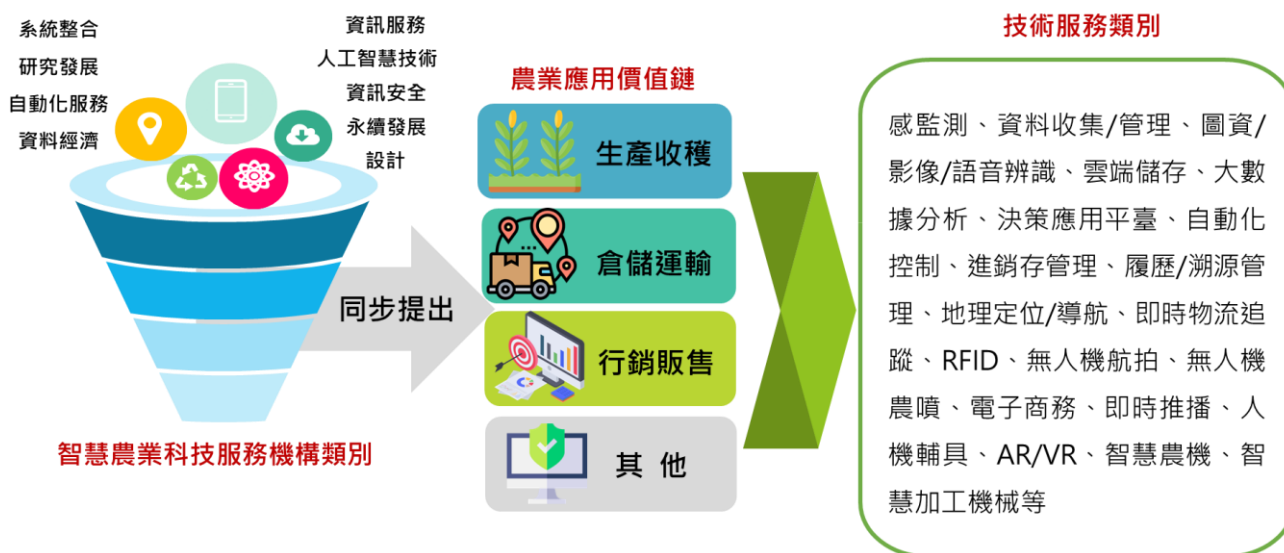 系統整合
研究發展
自動化服務
資料經濟
資訊服務
人工智慧技術
資訊安全
永續發展
設計
智慧農業科技服務機構類別
同步提出
農業應用價值鏈
生產收穫
倉儲運輸
行銷販售
其 他
技術服務類別
感監測、資料收集/管理、圖資/
影像/語音辨識、雲端儲存、大數
據分析、決策應用平臺、自動化
控制、進銷存管理、履歷/溯源管
理、地理定位/導航、即時物流追
蹤、RFID、無人機航拍、無人機
農噴、電子商務、即時推播、人
機輔具、AR/VR、智慧農機、智
慧加工機械等